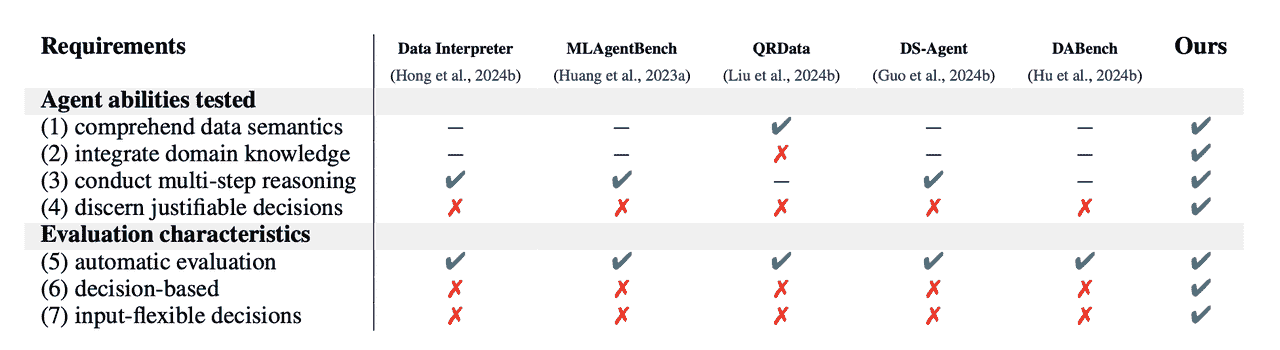 Requirements Data Interpreter MLAgentBench QRData DS-Agent DABench Ours
(Hong et al., 2024b) (Huang et al., 2023a) (Liu et al., 2024b) (Guo et al., 2024b) (Hu et al., 2024b)
Agent abilities tested
(1) comprehend data semantics – – ✔ – – ✔
(2) integrate domain knowledge – – ✗ – – ✔
(3) conduct multi-step reasoning ✔ ✔ – ✔ – ✔
(4) discern justifiable decisions ✗ ✗ ✗ ✗ ✗ ✔
Evaluation characteristics
(5) automatic evaluation ✔ ✔ ✔ ✔ ✔ ✔
(6) decision-based ✗ ✗ ✗ ✗ ✗ ✔
(7) input-flexible decisions ✗ ✗ ✗ ✗ ✗ ✔